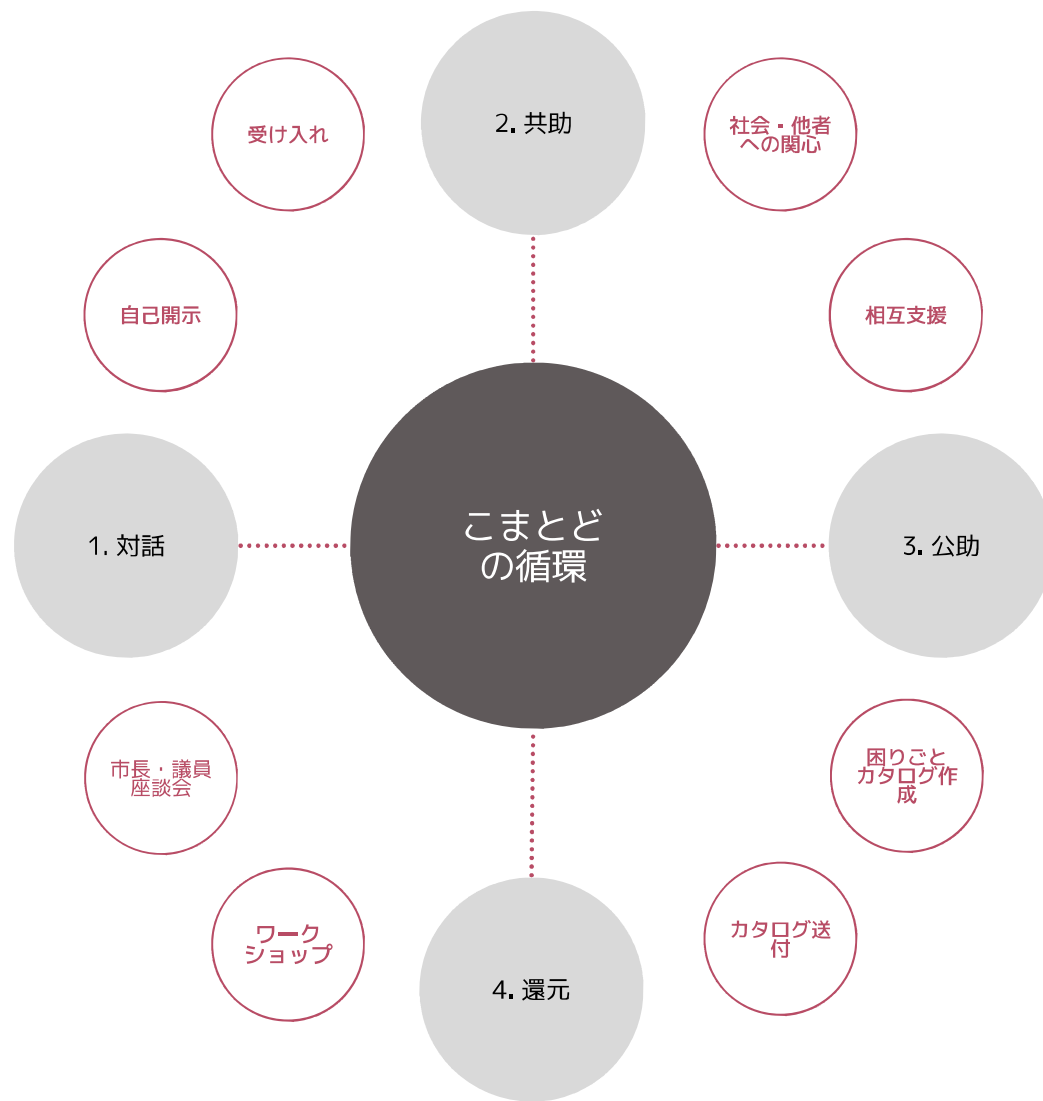 2. 共助
受け入れ
社会・他者
への関心
自己開示
相互支援
こまとど
の循環
1. 対話
3. 公助
市長・議員
座談会
困りごと
カタログ作
成
ワーク
ショップ
カタログ送
付
4. 還元